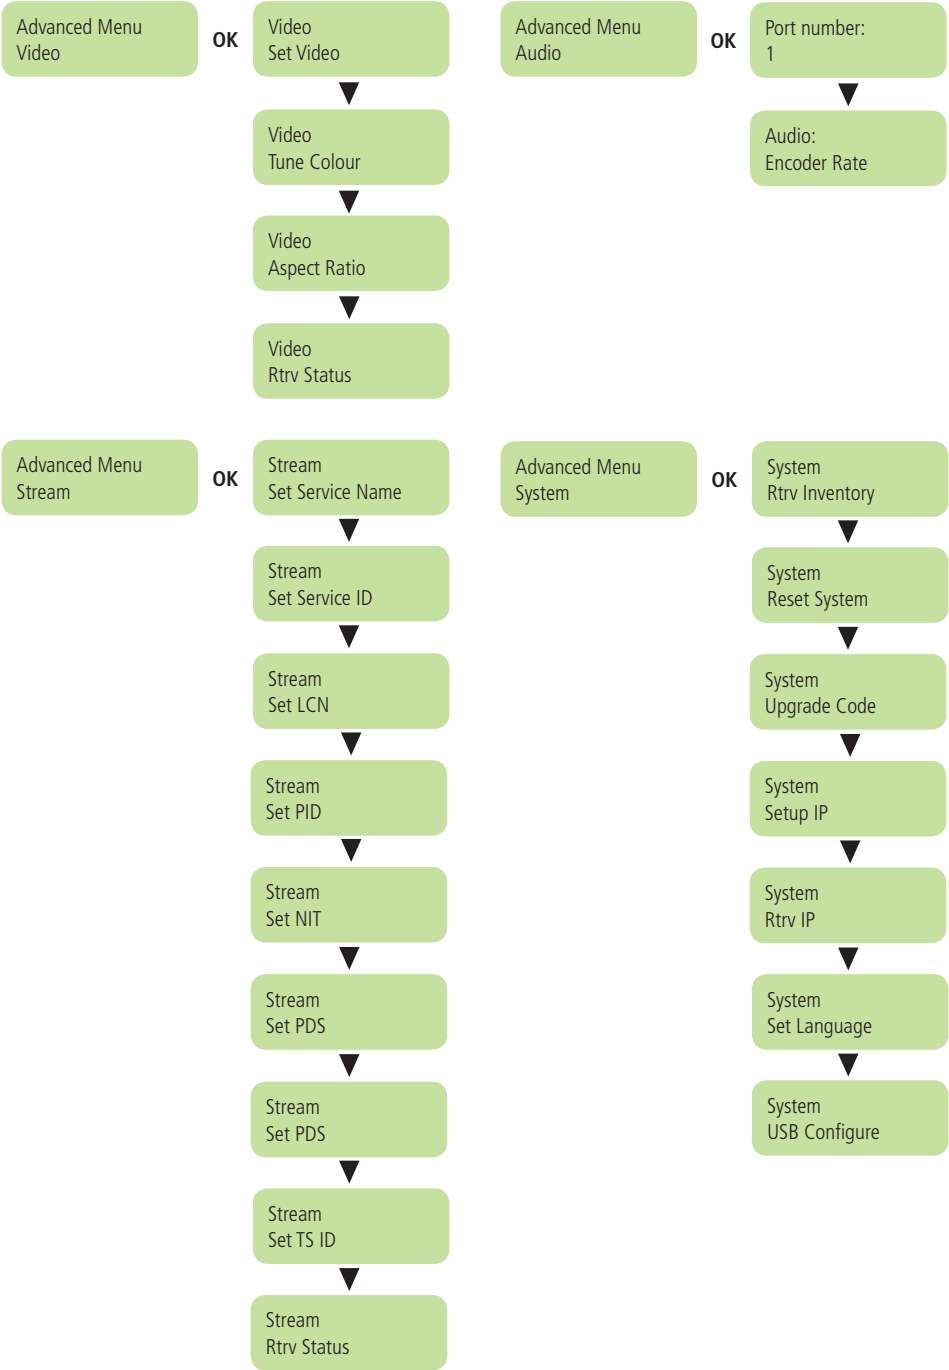 Advanced Menu
Video
OK
Video
Set Video
Video
Tune Colour
Video
Aspect Ratio
Video
Rtrv Status
Advanced Menu
Audio
OK
Port number:
1
Audio:
Encoder Rate
Advanced Menu
Stream
OK
Stream
Set Service Name
Stream
Set Service ID
Stream
Set LCN
Stream
Set PID
Stream
Set NIT
Stream
Set PDS
Stream
Set PDS
Stream
Set TS ID
Stream
Rtrv Status
Advanced Menu
System
OK
System
Rtrv Inventory
System
Reset System
System
Upgrade Code
System
Setup IP
System
Rtrv IP
System
Set Language
System
USB Configure